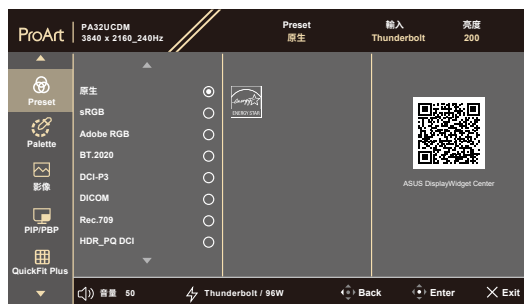 ProArt
PA32UCDM
3840 x 2160_240Hz
Preset
原生
輸入
Thunderbolt
亮度
200
Preset
Palette
影像
PIP/PBP
QuickFit Plus
原生
sRGB
Adobe RGB
BT.2020
DCI-P3
DICOM
Rec.709
HDR_PQ DCI
energy
ENERGY STAR
ASUS DisplayWidget Center
音量 50
Thunderbolt / 96W
Back
Enter
Exit